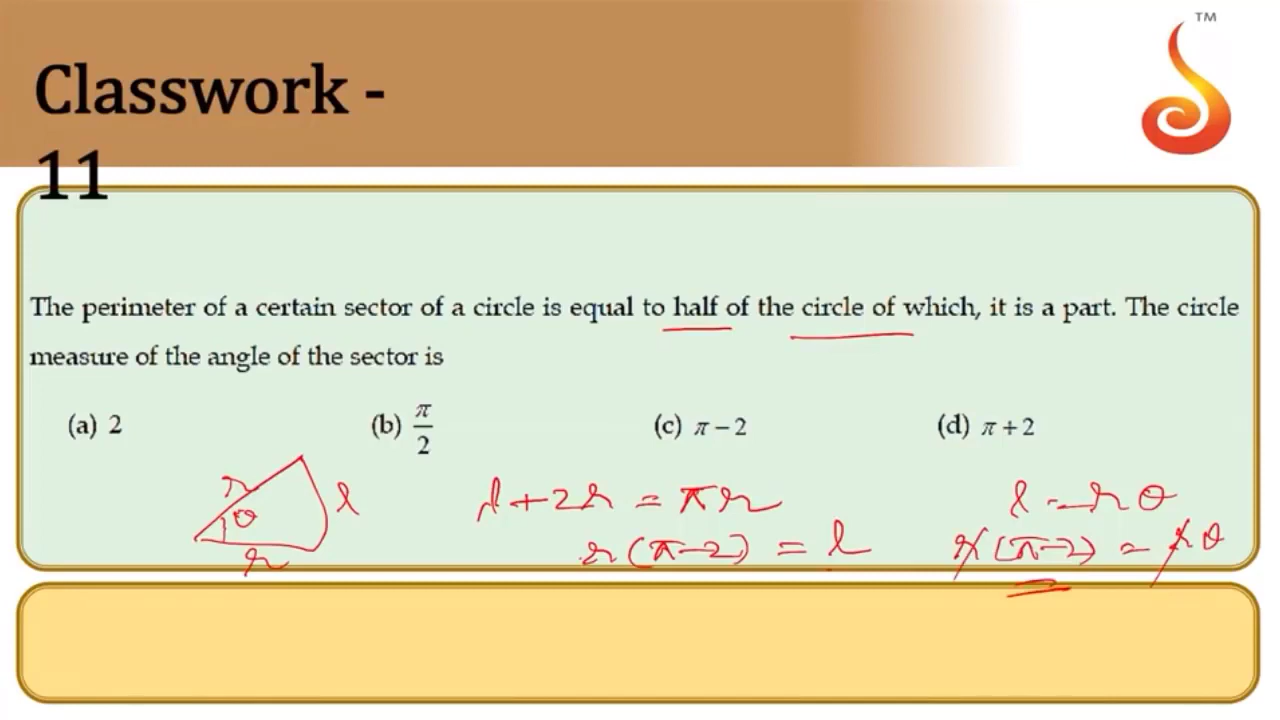 TM
Classwork -
11
The perimeter of a certain sector of a circle is equal to half of the circle of which, it is a part. The circle
measure of the angle of the sector is
(a) 2 (b) π/2 (c) π − 2 (d) π + 2
r θ l r
l + 2r = πr
r(π−2) = l
l = rθ
r(π−2) = rθ